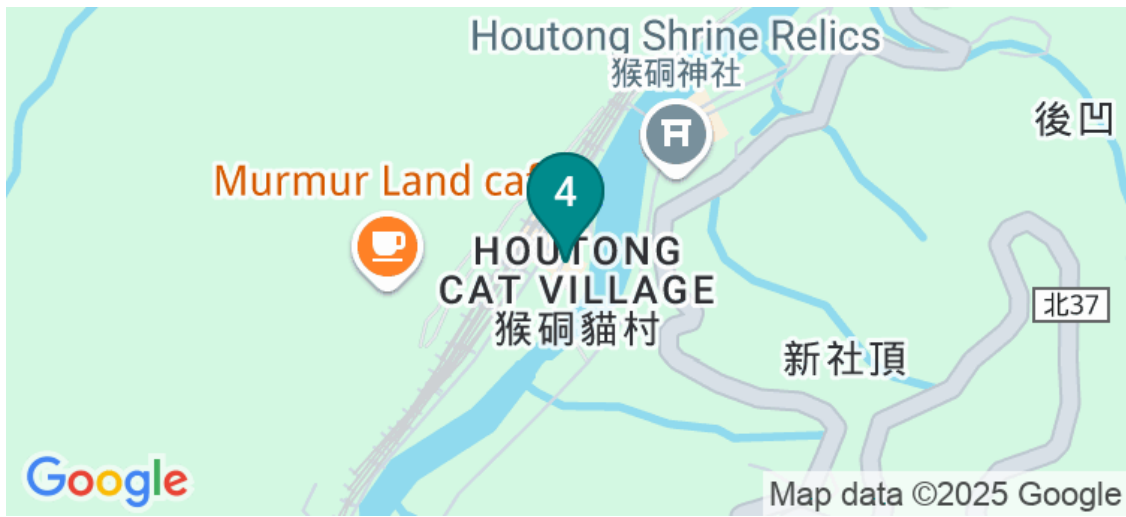 Houtong Shrine Relics
猴硐神社
後凹
Murmur Land caf
4
HOUTONG
CAT VILLAGE
猴硐貓村
北37
新社頂
Google
Map data ©2025 Google